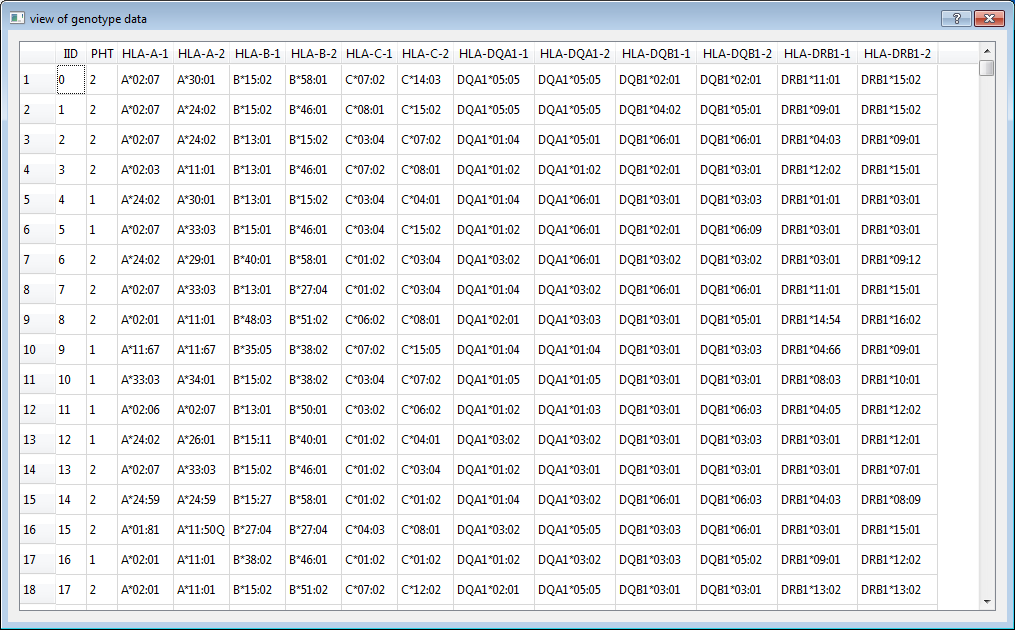 view of genotype data
IID PHT HLA-A-1 HLA-A-2 HLA-B-1 HLA-B-2 HLA-C-1 HLA-C-2 HLA-DQA1-1 HLA-DQA1-2 HLA-DQB1-1 HLA-DQB1-2 HLA-DRB1-1 HLA-DRB1-2
1 0 2 A*02:07 A*30:01 B*15:02 B*58:01 C*07:02 C*14:03 DQA1*05:05 DQA1*05:05 DQB1*02:01 DQB1*02:01 DRB1*11:01 DRB1*15:02
2 1 2 A*02:07 A*24:02 B*15:02 B*46:01 C*08:01 C*15:02 DQA1*05:05 DQA1*05:05 DQB1*04:02 DQB1*05:01 DRB1*09:01 DRB1*15:02
3 2 2 A*02:07 A*24:02 B*13:01 B*15:02 C*03:04 C*07:02 DQA1*01:04 DQA1*05:01 DQB1*06:01 DQB1*06:01 DRB1*04:03 DRB1*09:01
4 3 2 A*02:03 A*11:01 B*13:01 B*46:01 C*07:02 C*08:01 DQA1*01:02 DQA1*01:02 DQB1*02:01 DQB1*03:01 DRB1*12:02 DRB1*15:01
5 4 1 A*24:02 A*30:01 B*13:01 B*15:02 C*03:04 C*04:01 DQA1*01:04 DQA1*06:01 DQB1*03:01 DQB1*03:03 DRB1*01:01 DRB1*03:01
6 5 1 A*02:07 A*33:03 B*15:01 B*46:01 C*03:04 C*15:02 DQA1*01:02 DQA1*06:01 DQB1*02:01 DQB1*06:09 DRB1*03:01 DRB1*03:01
7 6 2 A*24:02 A*29:01 B*40:01 B*58:01 C*01:02 C*03:04 DQA1*03:02 DQA1*06:01 DQB1*03:02 DQB1*03:02 DRB1*03:01 DRB1*09:12
8 7 2 A*02:07 A*33:03 B*13:01 B*27:04 C*01:02 C*03:04 DQA1*01:04 DQA1*03:02 DQB1*06:01 DQB1*06:01 DRB1*11:01 DRB1*15:01
9 8 2 A*02:01 A*11:01 B*48:03 B*51:02 C*06:02 C*08:01 DQA1*02:01 DQA1*03:03 DQB1*03:01 DQB1*05:01 DRB1*14:54 DRB1*16:02
10 9 1 A*11:67 A*11:67 B*35:05 B*38:02 C*07:02 C*15:05 DQA1*01:04 DQA1*01:04 DQB1*03:01 DQB1*03:03 DRB1*04:66 DRB1*09:01
11 10 1 A*33:03 A*34:01 B*15:02 B*38:02 C*03:04 C*07:02 DQA1*01:05 DQA1*01:05 DQB1*03:01 DQB1*03:01 DRB1*08:03 DRB1*10:01
12 11 1 A*02:06 A*02:07 B*13:01 B*50:01 C*03:02 C*06:02 DQA1*01:02 DQA1*01:03 DQB1*03:01 DQB1*06:03 DRB1*04:05 DRB1*12:02
13 12 1 A*24:02 A*26:01 B*15:11 B*40:01 C*01:02 C*04:01 DQA1*03:02 DQA1*03:02 DQB1*03:01 DQB1*03:03 DRB1*03:01 DRB1*12:01
14 13 2 A*02:07 A*33:03 B*15:02 B*46:01 C*01:02 C*03:04 DQA1*01:02 DQA1*03:01 DQB1*03:01 DQB1*03:01 DRB1*03:01 DRB1*07:01
15 14 2 A*24:59 A*24:59 B*15:27 B*58:01 C*01:02 C*01:02 DQA1*01:04 DQA1*03:02 DQB1*06:01 DQB1*06:03 DRB1*04:03 DRB1*08:09
16 15 2 A*01:81 A*11:50Q B*27:04 B*27:04 C*04:03 C*08:01 DQA1*03:02 DQA1*05:05 DQB1*03:03 DQB1*06:01 DRB1*03:01 DRB1*15:01
17 16 1 A*02:01 A*11:01 B*38:02 B*46:01 C*01:02 C*01:02 DQA1*01:02 DQA1*03:02 DQB1*03:03 DQB1*05:02 DRB1*09:01 DRB1*12:02
18 17 2 A*02:01 A*11:01 B*15:02 B*51:02 C*07:02 C*12:02 DQA1*02:01 DQA1*05:05 DQB1*03:01 DQB1*03:01 DRB1*13:02 DRB1*13:02